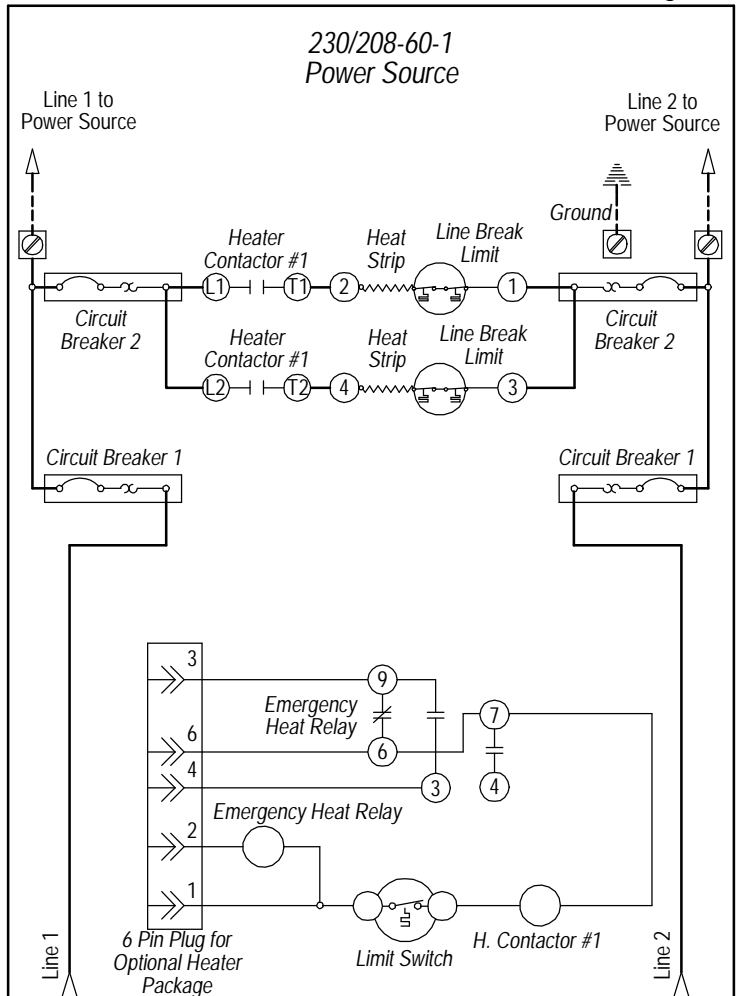 230/208-60-1
Power Source
Line 1 to
Power Source
Line 2 to
Power Source
Ground
Heater
Contactor #1
Heat
Strip
Line Break
Limit
L1
T1
2
1
Circuit
Breaker 2
Circuit
Breaker 2
Heater
Contactor #1
Heat
Strip
Line Break
Limit
L2
T2
4
3
Circuit Breaker 1
Circuit Breaker 1
3
9
Emergency
Heat Relay
7
6
6
4
3
4
Emergency Heat Relay
2
1
Limit Switch
H. Contactor #1
6 Pin Plug for
Optional Heater
Package
Line 1
Line 2